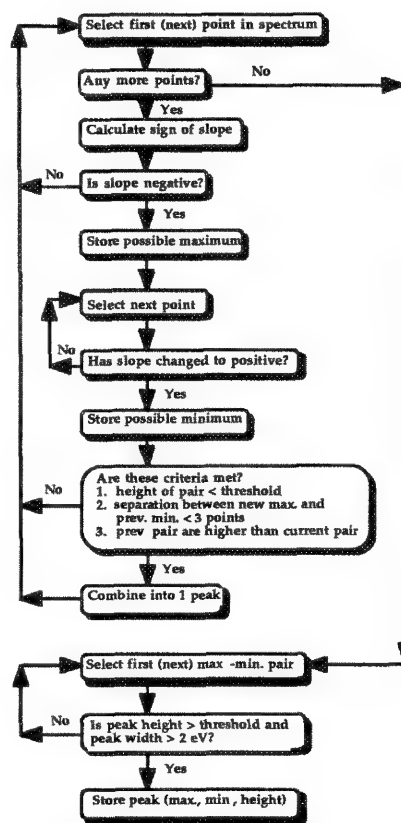 Select first (next) point in spectrum
Any more points?
No
Yes
Calculate sign of slope
No
Is slope negative?
Yes
Store possible maximum
Select next point
No
Has slope changed to positive?
Yes
Store possible minimum
Are these criteria met?
1. height of pair < threshold
2. separation between new max. and
prev. min. < 3 points
3. prev pair are higher than current pair
No
Yes
Combine into 1 peak
Select first (next) max -min. pair
No
Is peak height > threshold and
peak width > 2 eV?
Yes
Store peak (max., min , height)